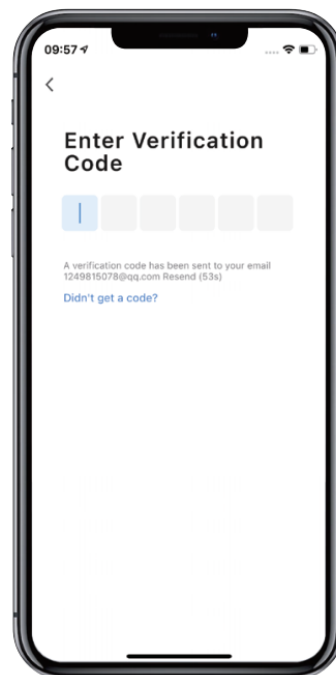 09:57
Enter Verification
Code
A verification code has been sent to your email
1249815078@qq.com Resend (53s)
Didn't get a code?